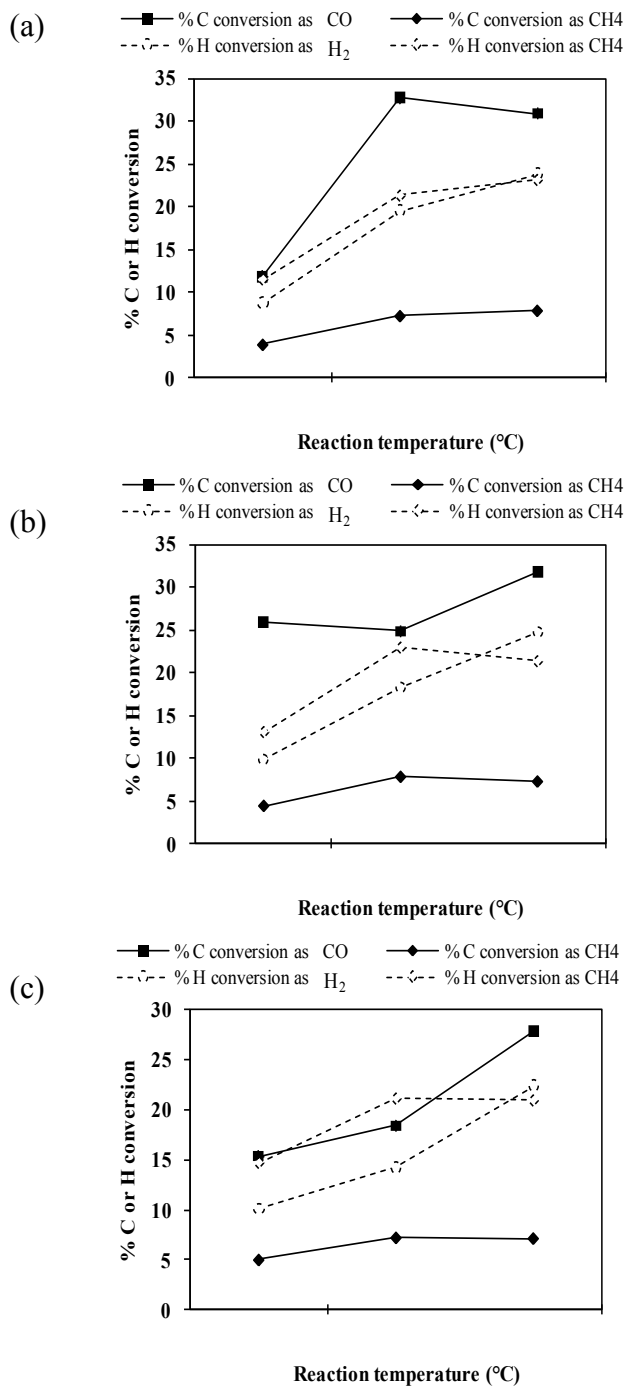 (a)
% C conversion as CO % C conversion as CH4
% H conversion as H2 % H conversion as CH4
% C or H conversion
35
30
25
20
15
10
5
0
Reaction temperature (°C)
(b)
% C conversion as CO % C conversion as CH4
% H conversion as H2 % H conversion as CH4
% C or H conversion
35
30
25
20
15
10
5
0
Reaction temperature (°C)
(c)
% C conversion as CO % C conversion as CH4
% H conversion as H2 % H conversion as CH4
% C or H conversion
30
25
20
15
10
5
0
Reaction temperature (°C)